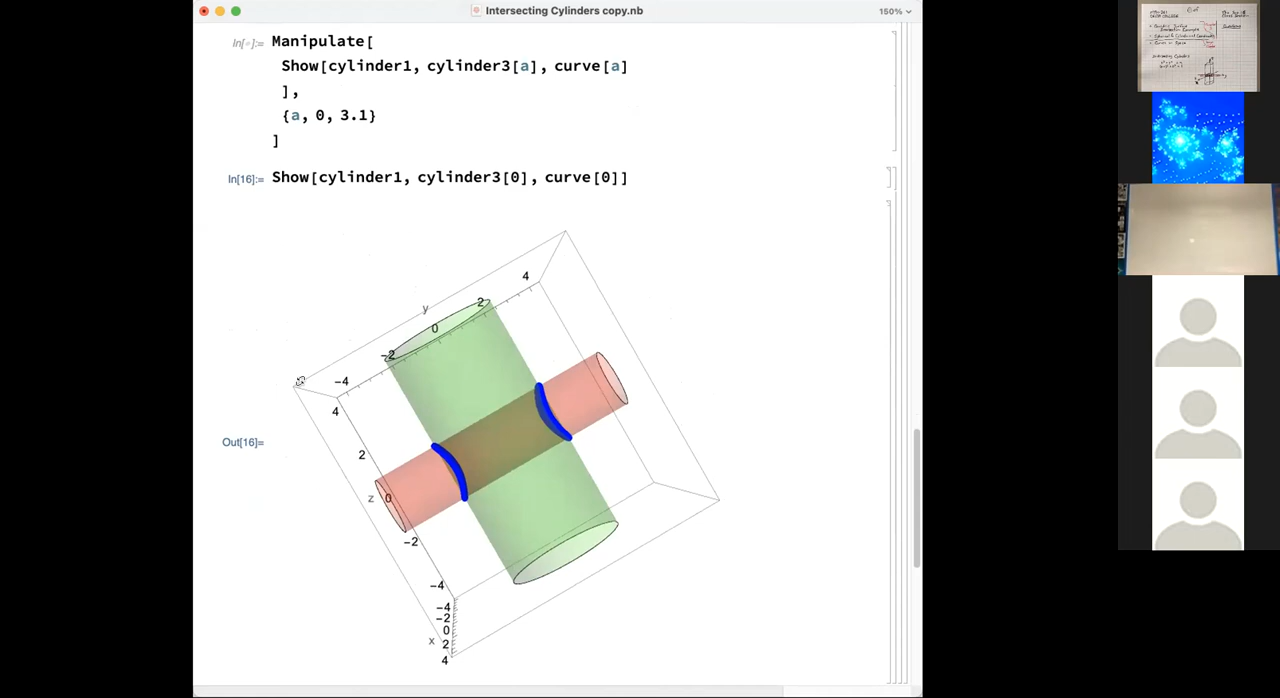 Intersecting Cylinders copy.nb
150%
In[•]:= Manipulate[
Show[cylinder1, cylinder3[a], curve[a]
],
{a, 0, 3.1}
]
In[16]:= Show[cylinder1, cylinder3[0], curve[0]]
Out[16]=
4
2
y
0
-2
-4
4
2
z 0
-2
-4
-4
-2
0
x 2
4